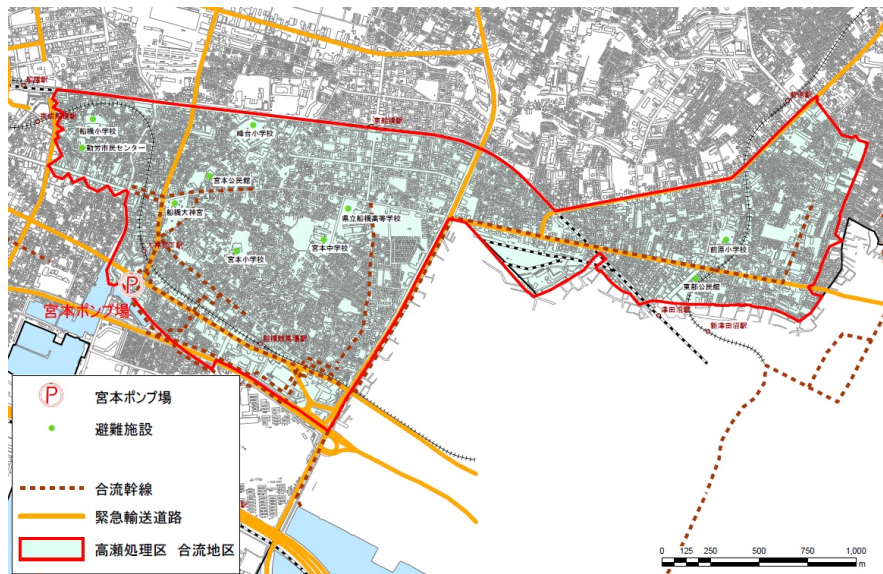 船橋駅
京成船橋駅
船橋小学校
勤労市民センター
峰台小学校
東船橋駅
新津田沼駅
宮本公民館
船橋大神宮
県立船橋高等学校
宮本小学校
宮本中学校
前原小学校
東部公民館
津田沼駅
船橋競馬場駅
P
宮本ポンプ場
P 宮本ポンプ場
避難施設
合流幹線
緊急輸送道路
高瀬処理区 合流地区
0 125 250 500 750 1,000
m